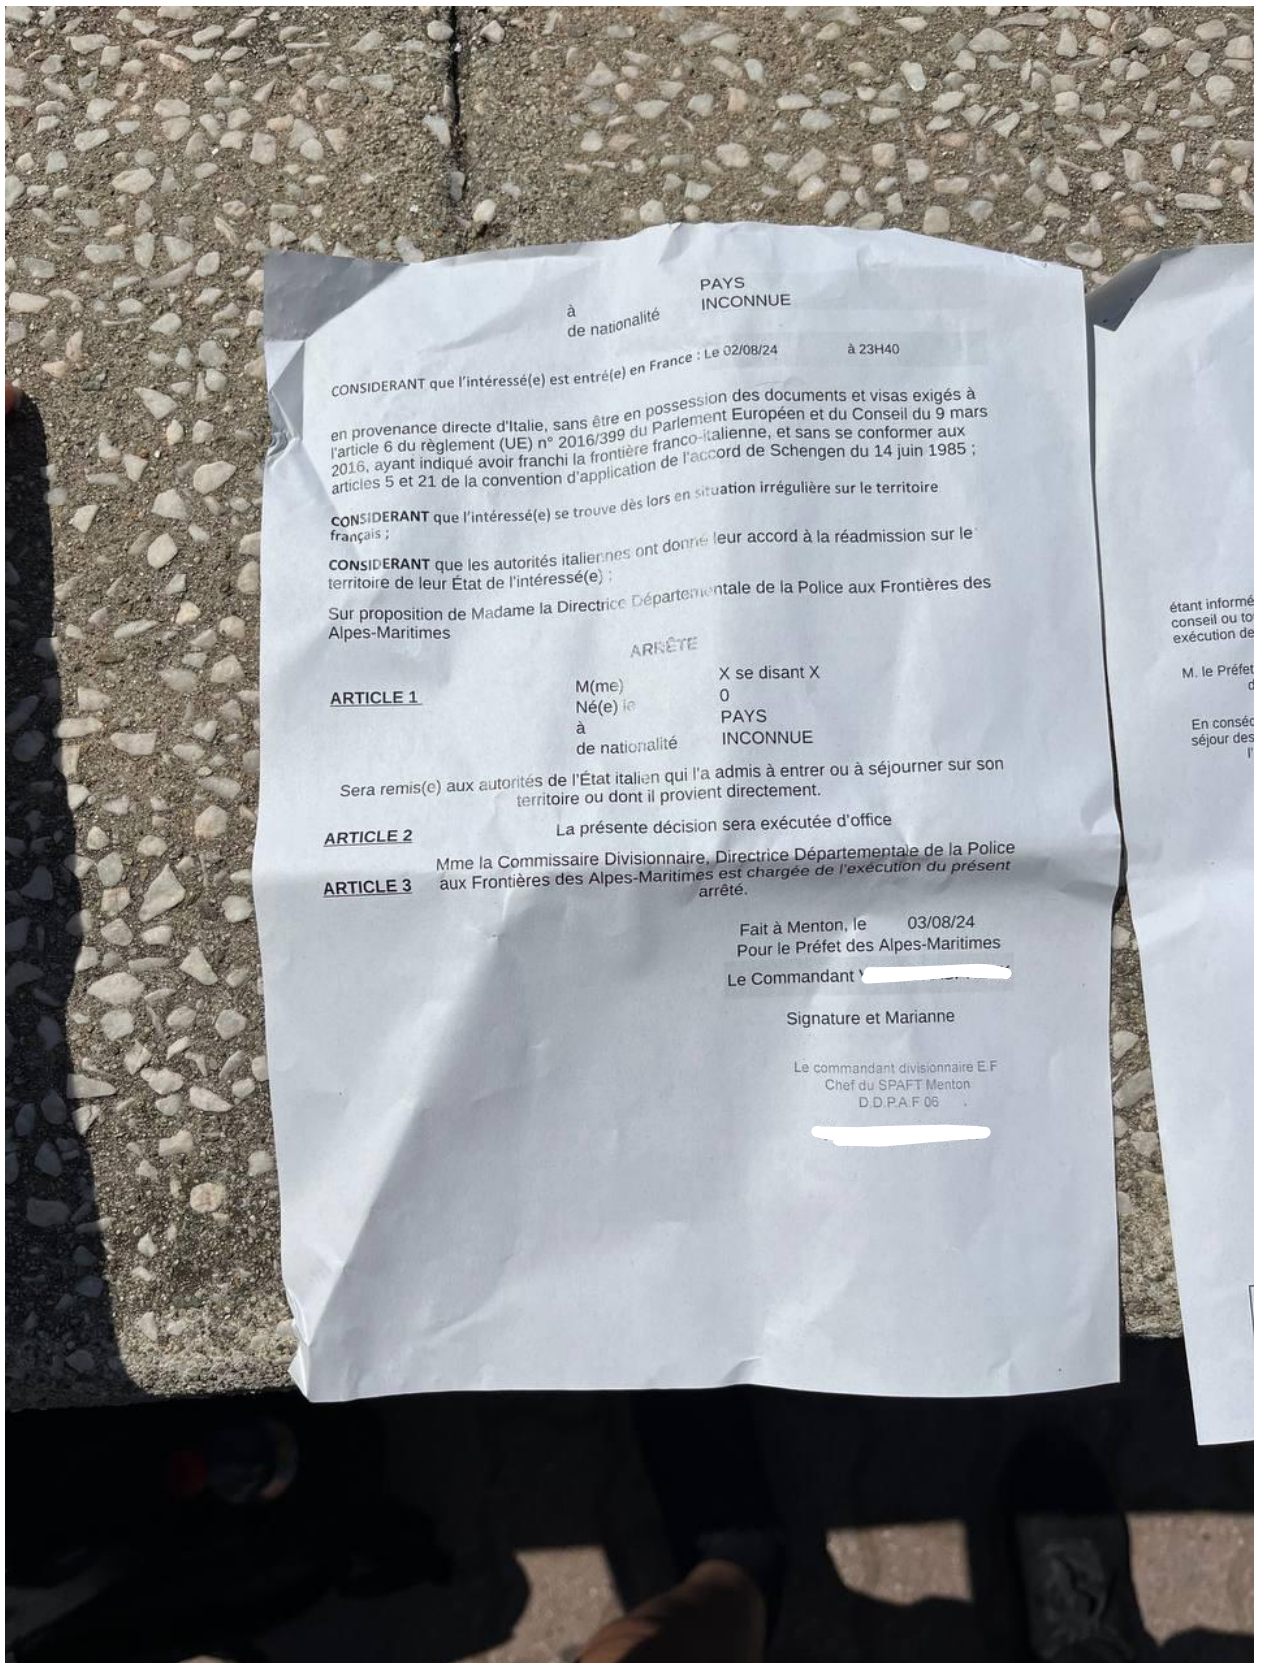 PAYS
à
INCONNUE
de nationalité
CONSIDERANT que l'intéressé(e) est entré(e) en France : Le 02/08/24 à 23H40
en provenance directe d'Italie, sans être en possession des documents et visas exigés à
l'article 6 du règlement (UE) n° 2016/399 du Parlement Européen et du Conseil du 9 mars
2016, ayant indiqué avoir franchi la frontière franco-italienne, et sans se conformer aux
articles 5 et 21 de la convention d'application de l'accord de Schengen du 14 juin 1985 ;
CONSIDERANT que l'intéressé(e) se trouve dès lors en situation irrégulière sur le territoire
français ;
CONSIDERANT que les autorités italiennes ont donné leur accord à la réadmission sur le
territoire de leur État de l'intéressé(e) ;
Sur proposition de Madame la Directrice Départementale de la Police aux Frontières des
Alpes-Maritimes
ARRÊTE
ARTICLE 1
M(me) X se disant X
Né(e) le 0
à PAYS
de nationalité INCONNUE
Sera remis(e) aux autorités de l'État italien qui l'a admis à entrer ou à séjourner sur son
territoire ou dont il provient directement.
ARTICLE 2 La présente décision sera exécutée d'office
ARTICLE 3 Mme la Commissaire Divisionnaire, Directrice Départementale de la Police
aux Frontières des Alpes-Maritimes est chargée de l'exécution du présent
arrêté.
Fait à Menton, le 03/08/24
Pour le Préfet des Alpes-Maritimes
Le Commandant
Signature et Marianne
Le commandant divisionnaire E.F
Chef du SPAFT Menton
D.D.P.A.F 06
étant informé
conseil ou to
exécution de
M. le Préfet
d
En conséq
séjour des
l'